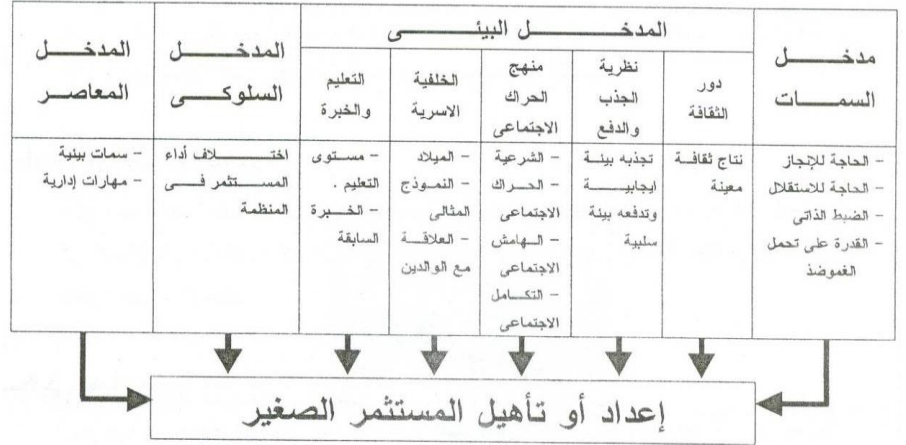 مدخل
السمات
المدخل البيئى
المدخل
السلوكى
المدخل
المعاصر
دور
الثقافة
نظرية
الجذب
والدفع
منهج
الحراك
الاجتماعى
الخلفية
الاسرية
التعليم
والخبرة
- الحاجة للإنجاز
- الحاجة للاستقلال
- الضبط الذاتى
- القدرة على تحمل
الغموضذ
نتاج ثقافة
معينة
تجذبه بيئة
ايجابية
وتدفعه بيئة
سلبية
- الشرعية
- الحراك
الاجتماعى
- الهامش
الاجتماعى
- التكامل
الاجتماعى
- الميلاد
- النموذج
المثالى
- العلاقة
مع الوالدين
- مستوى
التعليم .
- الخبرة
السابقة
اختلاف أداء
المستثمر فى
المنظمة
- سمات بيئية
- مهارات إدارية
إعداد أو تأهيل المستثمر الصغير